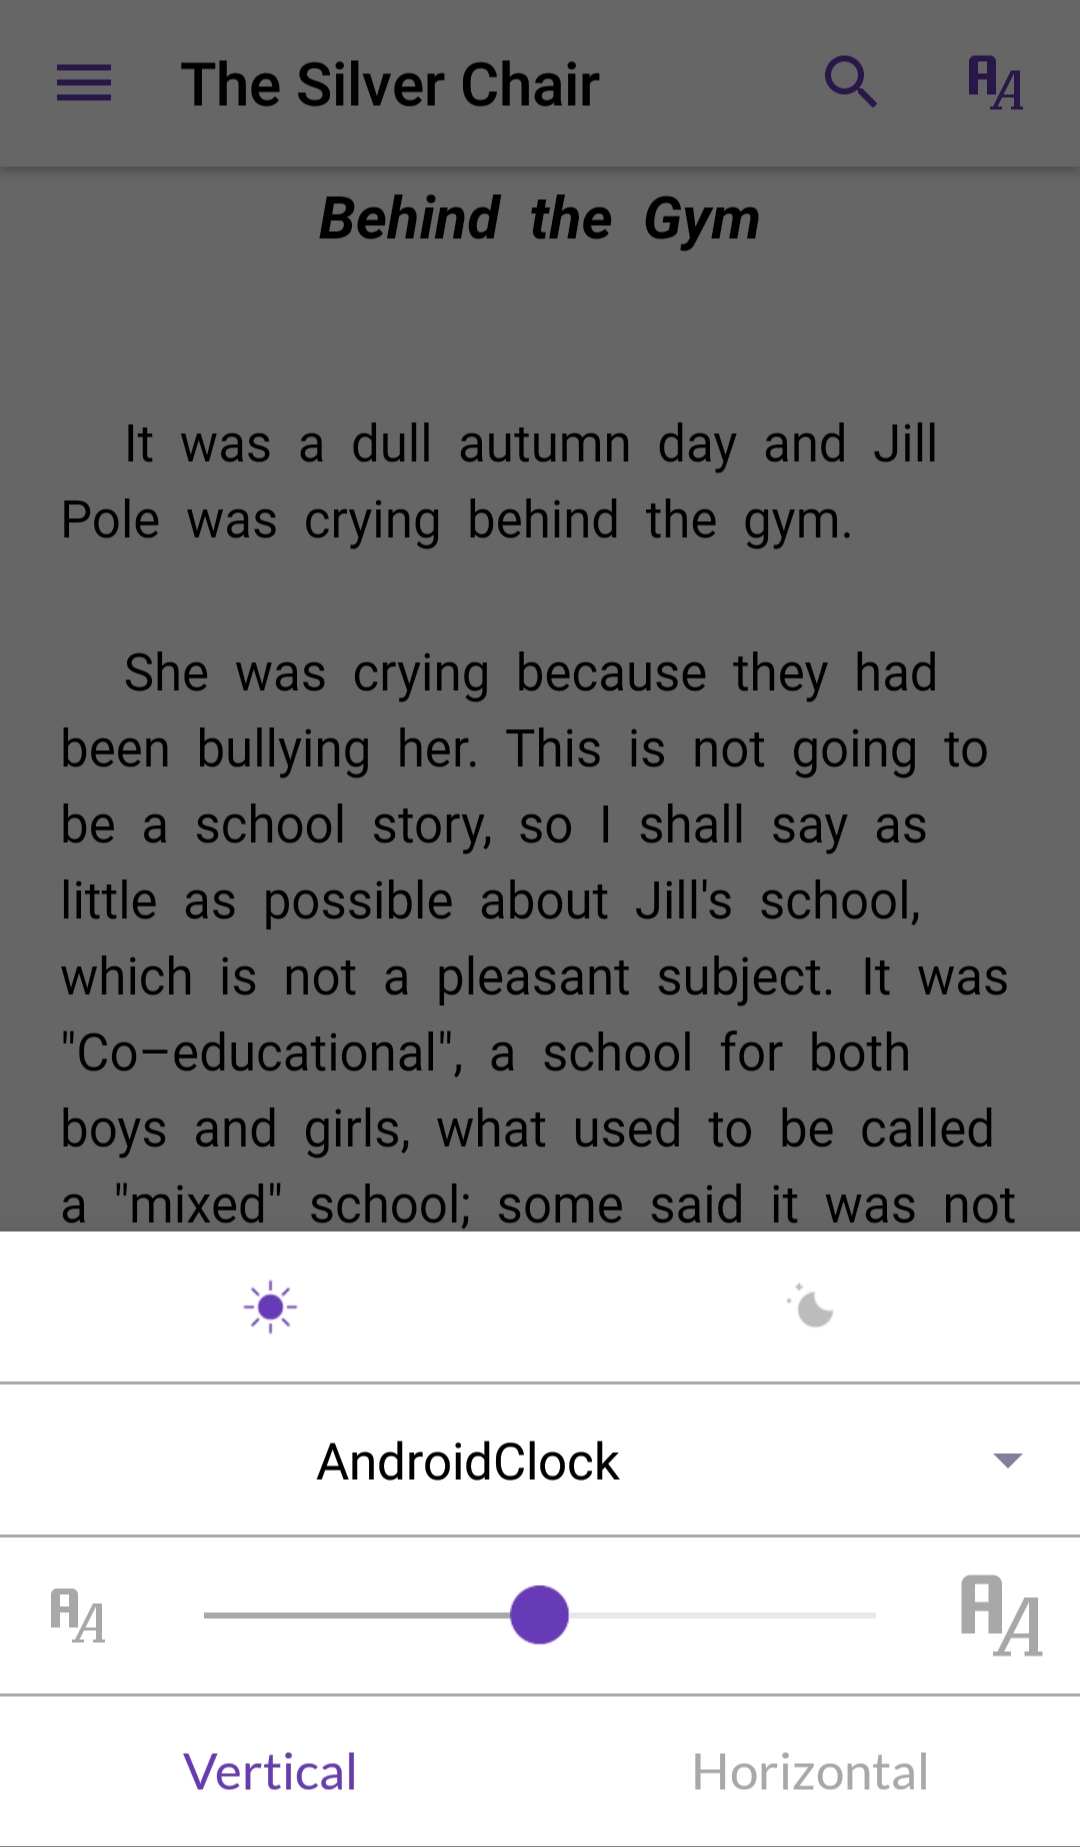 The Silver Chair
Behind the Gym
It was a dull autumn day and Jill
Pole was crying behind the gym.
She was crying because they had
been bullying her. This is not going to
be a school story, so I shall say as
little as possible about Jill's school,
which is not a pleasant subject. It was
"Co–educational", a school for both
boys and girls, what used to be called
a "mixed" school; some said it was not
AndroidClock
Vertical
Horizontal